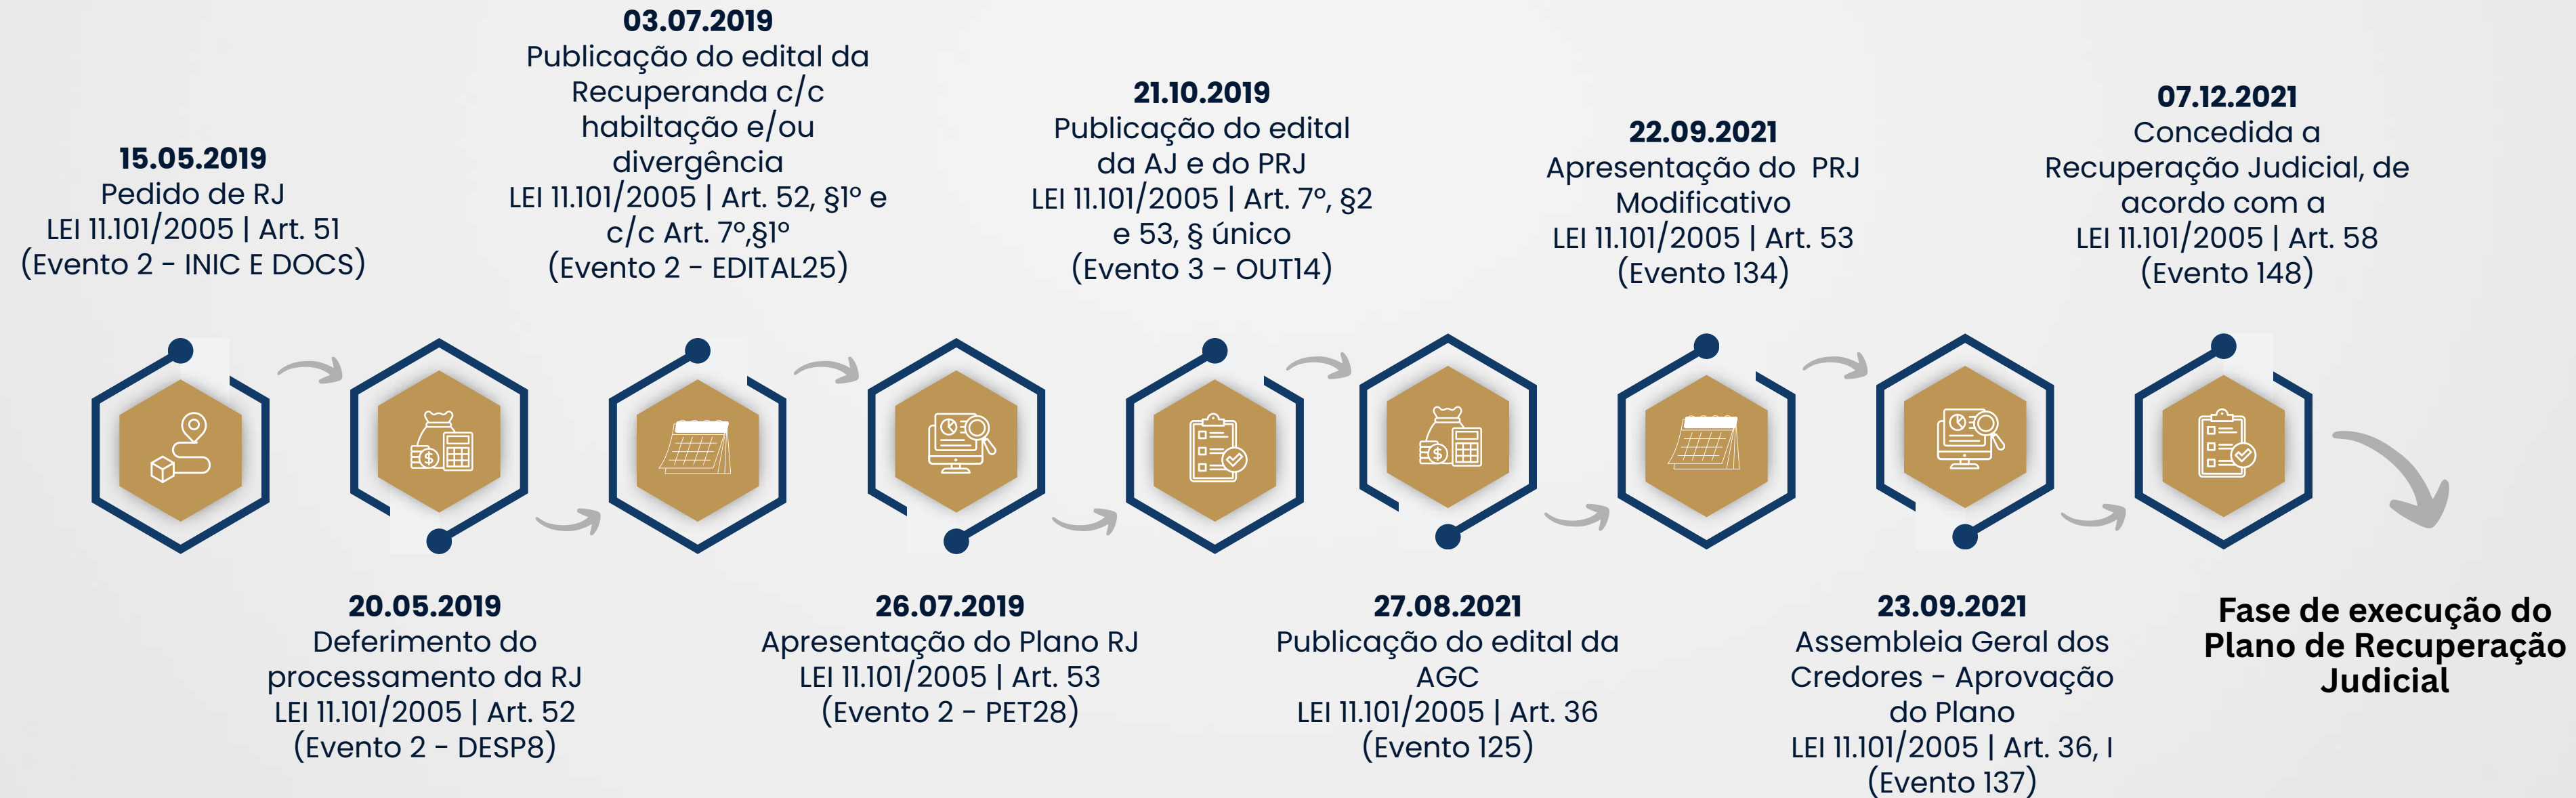 15.05.2019
Pedido de RJ
LEI 11.101/2005 | Art. 51
(Evento 2 - INIC E DOCS)
20.05.2019
Deferimento do
processamento da RJ
LEI 11.101/2005 | Art. 52
(Evento 2 - DESP8)
03.07.2019
Publicação do edital da
Recuperanda c/c
habiltação e/ou
divergência
LEI 11.101/2005 | Art. 52, §1º e
c/c Art. 7º,§1º
(Evento 2 - EDITAL25)
26.07.2019
Apresentação do Plano RJ
LEI 11.101/2005 | Art. 53
(Evento 2 - PET28)
21.10.2019
Publicação do edital
da AJ e do PRJ
LEI 11.101/2005 | Art. 7º, §2
e 53, § único
(Evento 3 - OUT14)
27.08.2021
Publicação do edital da
AGC
LEI 11.101/2005 | Art. 36
(Evento 125)
22.09.2021
Apresentação do  PRJ
Modificativo
LEI 11.101/2005 | Art. 53
(Evento 134)
23.09.2021
Assembleia Geral dos
Credores - Aprovação
do Plano
LEI 11.101/2005 | Art. 36, I
(Evento 137)
07.12.2021
Concedida a
Recuperação Judicial, de
acordo com a
LEI 11.101/2005 | Art. 58
(Evento 148)
Fase de execução do
Plano de Recuperação
Judicial